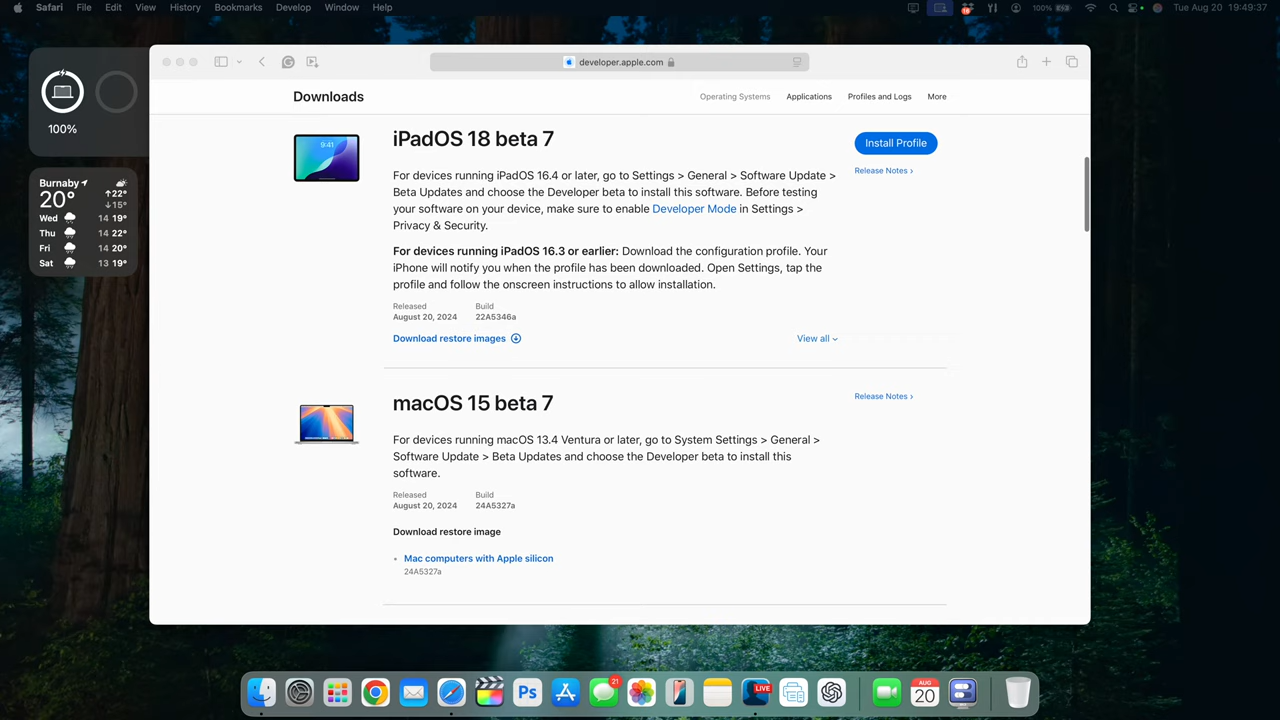 Safari File Edit View History Bookmarks Develop Window Help
100% Tue Aug 20 19:49:37
developer.apple.com
Downloads
Operating Systems Applications Profiles and Logs More
100%
Burnaby
20°
↑22°
↓15°
Wed 14 19°
Thu 14 22°
Fri 14 20°
Sat 13 19°
9:41
iPadOS 18 beta 7
Install Profile
Release Notes ›
For devices running iPadOS 16.4 or later, go to Settings > General > Software Update >
Beta Updates and choose the Developer beta to install this software. Before testing
your software on your device, make sure to enable Developer Mode in Settings >
Privacy & Security.
For devices running iPadOS 16.3 or earlier: Download the configuration profile. Your
iPhone will notify you when the profile has been downloaded. Open Settings, tap the
profile and follow the onscreen instructions to allow installation.
Released Build
August 20, 2024 22A5346a
Download restore images
View all
macOS 15 beta 7
Release Notes ›
For devices running macOS 13.4 Ventura or later, go to System Settings > General >
Software Update > Beta Updates and choose the Developer beta to install this
software.
Released Build
August 20, 2024 24A5327a
Download restore image
• Mac computers with Apple silicon
24A5327a
Ps
21
LIVE
AUG
20